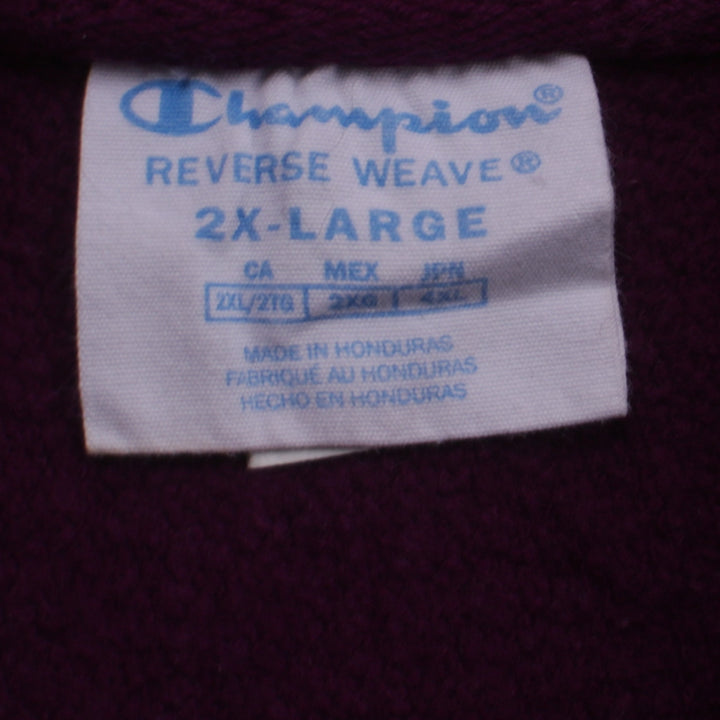 Champion®
REVERSE WEAVE®
2X-LARGE
CA MEX JPN
2XL/2TG 2XG 4XL
MADE IN HONDURAS
FABRIQUÉ AU HONDURAS
HECHO EN HONDURAS